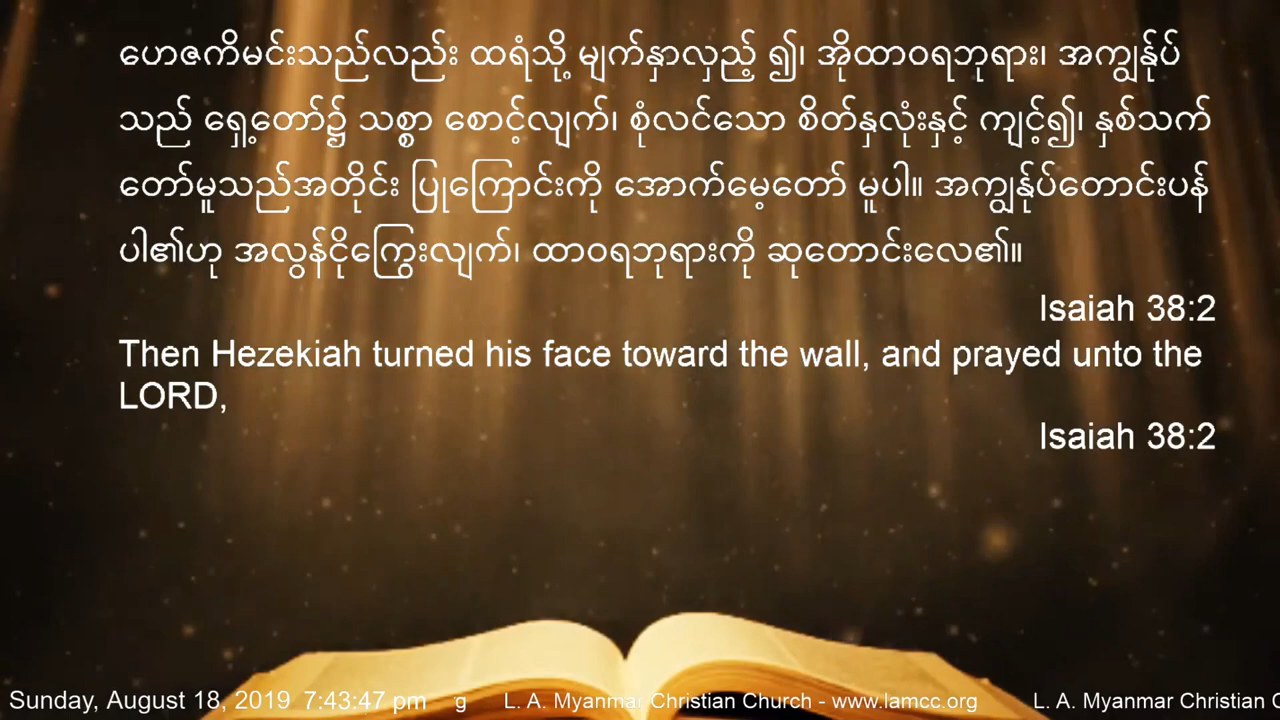 ဟေဇကိမင်းသည်လည်း ထရံသို့ မျက်နှာလှည့် ၍၊ အိုထာဝရဘုရား၊ အကျွန်ုပ်
သည် ရှေ့တော်၌ သစ္စာ စောင့်လျက်၊ စုံလင်သော စိတ်နှလုံးနှင့် ကျင့်၍၊ နှစ်သက်
တော်မူသည်အတိုင်း ပြုကြောင်းကို အောက်မေ့တော် မူပါ။ အကျွန်ုပ်တောင်းပန်
ပါ၏ဟု အလွန်ငိုကြွေးလျက်၊ ထာဝရဘုရားကို ဆုတောင်းလေ၏။
Isaiah 38:2
Then Hezekiah turned his face toward the wall, and prayed unto the
LORD,
Isaiah 38:2
Sunday, August 18, 2019 7:43:47 pm g L. A. Myanmar Christian Church - www.lamcc.org L. A. Myanmar Christian C